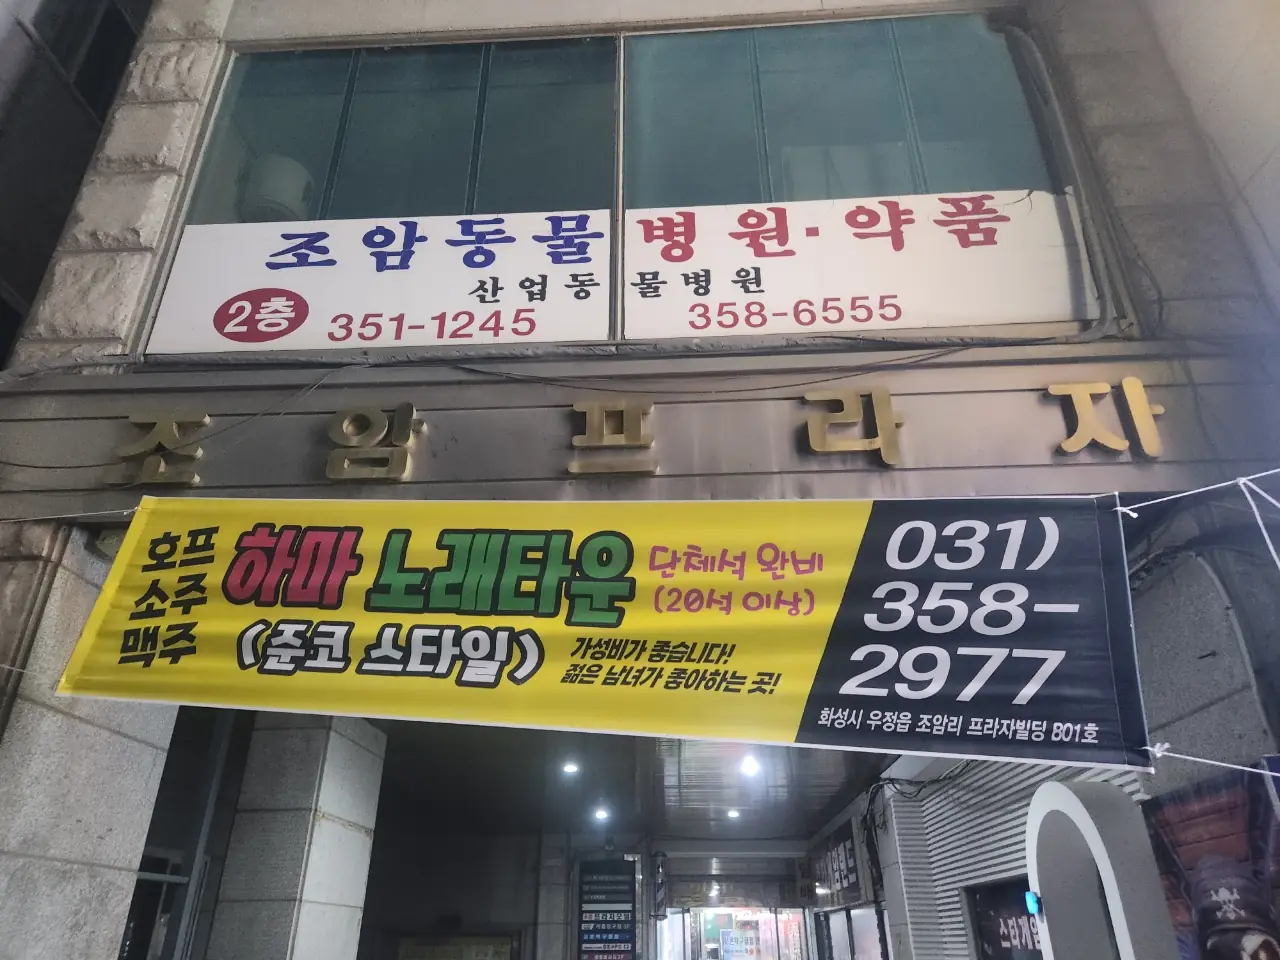 조암동물병원·약품
산업동물병원
2층 351-1245 358-6555
조암프라자
호프
소주
맥주
하마 노래타운
(준코 스타일)
단체석 완비
(20석 이상)
가성비가 좋습니다!
젊은 남녀가 좋아하는 곳!
031)
358-
2977
화성시 우정읍 조암리 프라자빌딩 B01호
스타게임